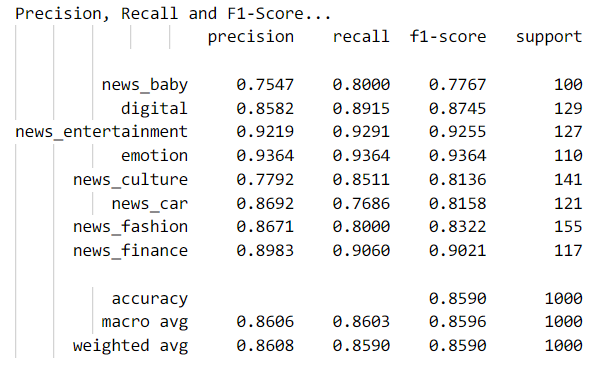 Precision, Recall and F1-Score...
precision recall f1-score support
news_baby 0.7547 0.8000 0.7767 100
digital 0.8582 0.8915 0.8745 129
news_entertainment 0.9219 0.9291 0.9255 127
emotion 0.9364 0.9364 0.9364 110
news_culture 0.7792 0.8511 0.8136 141
news_car 0.8692 0.7686 0.8158 121
news_fashion 0.8671 0.8000 0.8322 155
news_finance 0.8983 0.9060 0.9021 117
accuracy 0.8590 1000
macro avg 0.8606 0.8603 0.8596 1000
weighted avg 0.8608 0.8590 0.8590 1000